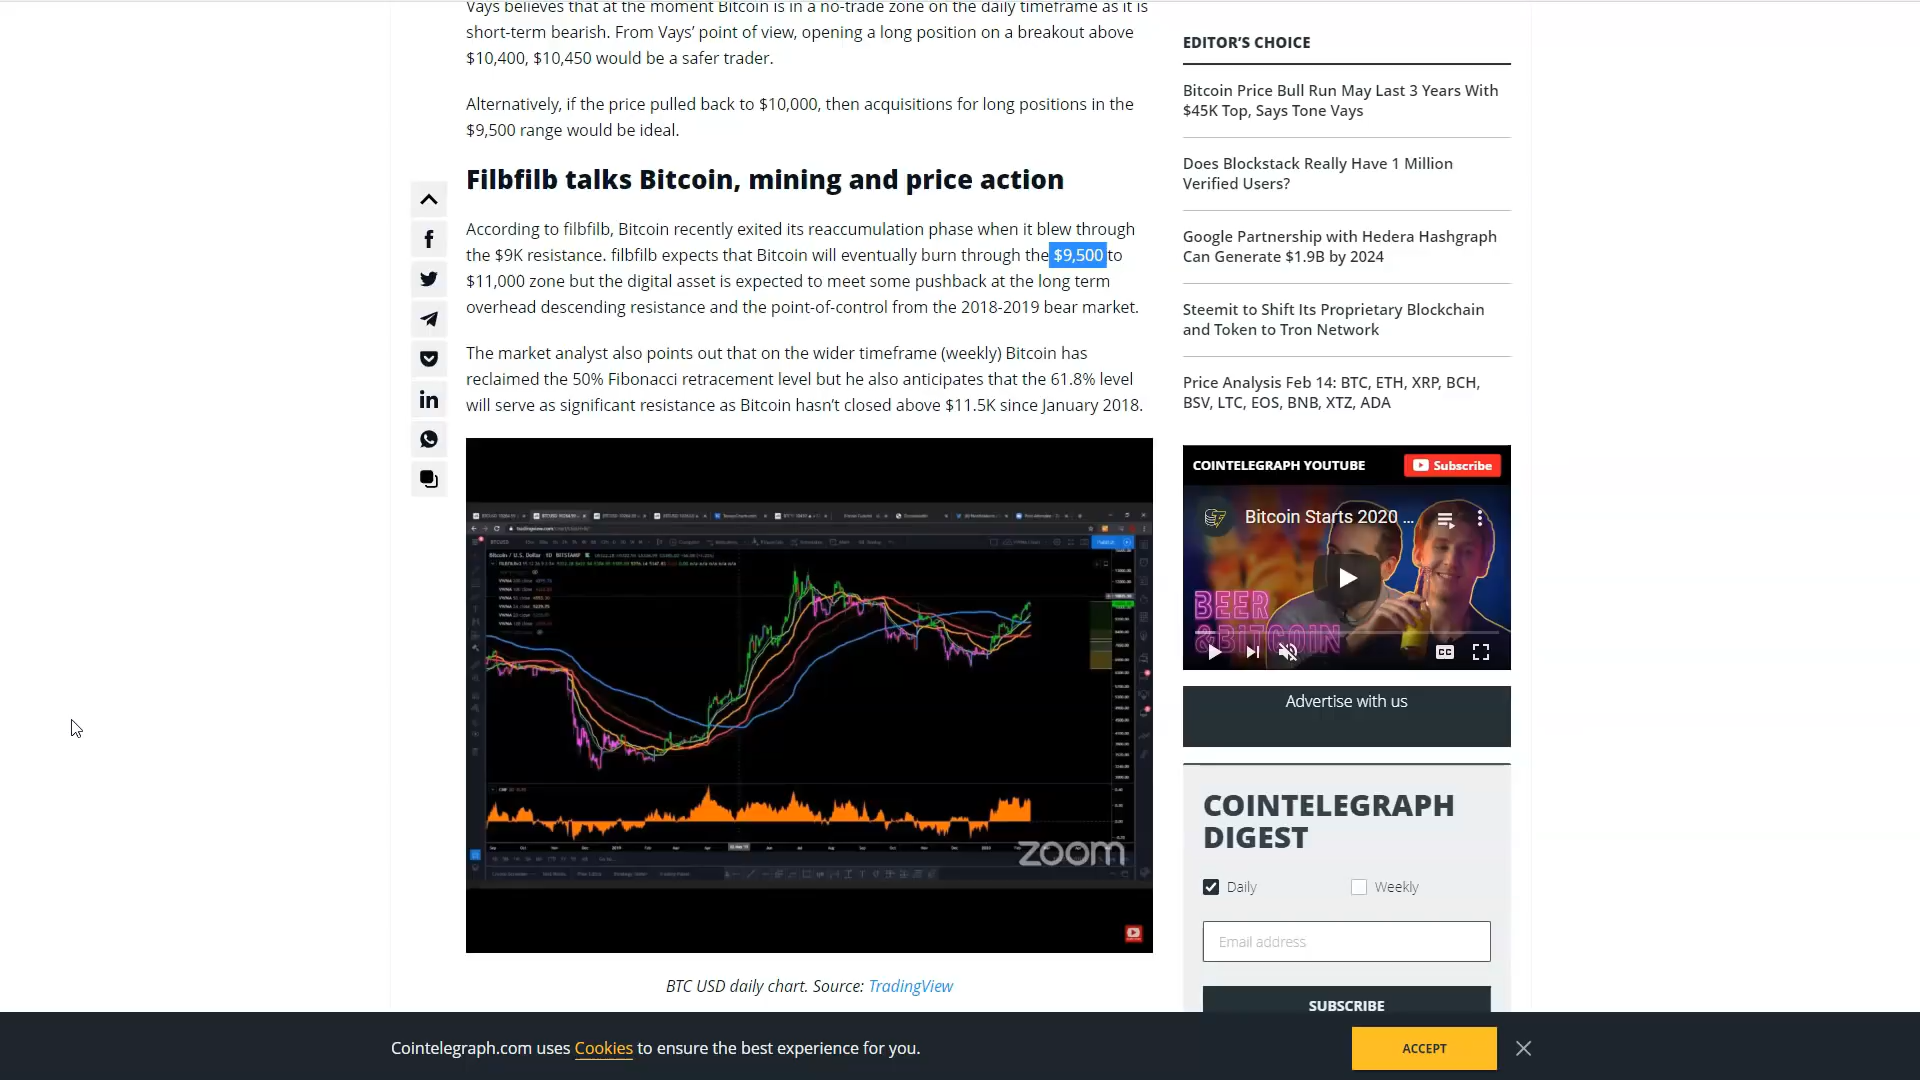 Vays believes that at the moment Bitcoin is in a no-trade zone on the daily timeframe as it is
short-term bearish. From Vays’ point of view, opening a long position on a breakout above
$10,400, $10,450 would be a safer trader.
Alternatively, if the price pulled back to $10,000, then acquisitions for long positions in the
$9,500 range would be ideal.
Filbfilb talks Bitcoin, mining and price action
According to filbfilb, Bitcoin recently exited its reaccumulation phase when it blew through
the $9K resistance. filbfilb expects that Bitcoin will eventually burn through the $9,500 to
$11,000 zone but the digital asset is expected to meet some pushback at the long term
overhead descending resistance and the point-of-control from the 2018-2019 bear market.
The market analyst also points out that on the wider timeframe (weekly) Bitcoin has
reclaimed the 50% Fibonacci retracement level but he also anticipates that the 61.8% level
will serve as significant resistance as Bitcoin hasn’t closed above $11.5K since January 2018.
Bitcoin / U.S. Dollar 1D BITSTAMP
zoom
BTC USD daily chart. Source: TradingView
EDITOR’S CHOICE
Bitcoin Price Bull Run May Last 3 Years With
$45K Top, Says Tone Vays
Does Blockstack Really Have 1 Million
Verified Users?
Google Partnership with Hedera Hashgraph
Can Generate $1.9B by 2024
Steemit to Shift Its Proprietary Blockchain
and Token to Tron Network
Price Analysis Feb 14: BTC, ETH, XRP, BCH,
BSV, LTC, EOS, BNB, XTZ, ADA
COINTELEGRAPH YOUTUBE
Subscribe
Bitcoin Starts 2020 ...
BEER
&BITCOIN
CC
Advertise with us
COINTELEGRAPH
DIGEST
Daily
Weekly
Email address
SUBSCRIBE
Cointelegraph.com uses Cookies to ensure the best experience for you.
ACCEPT